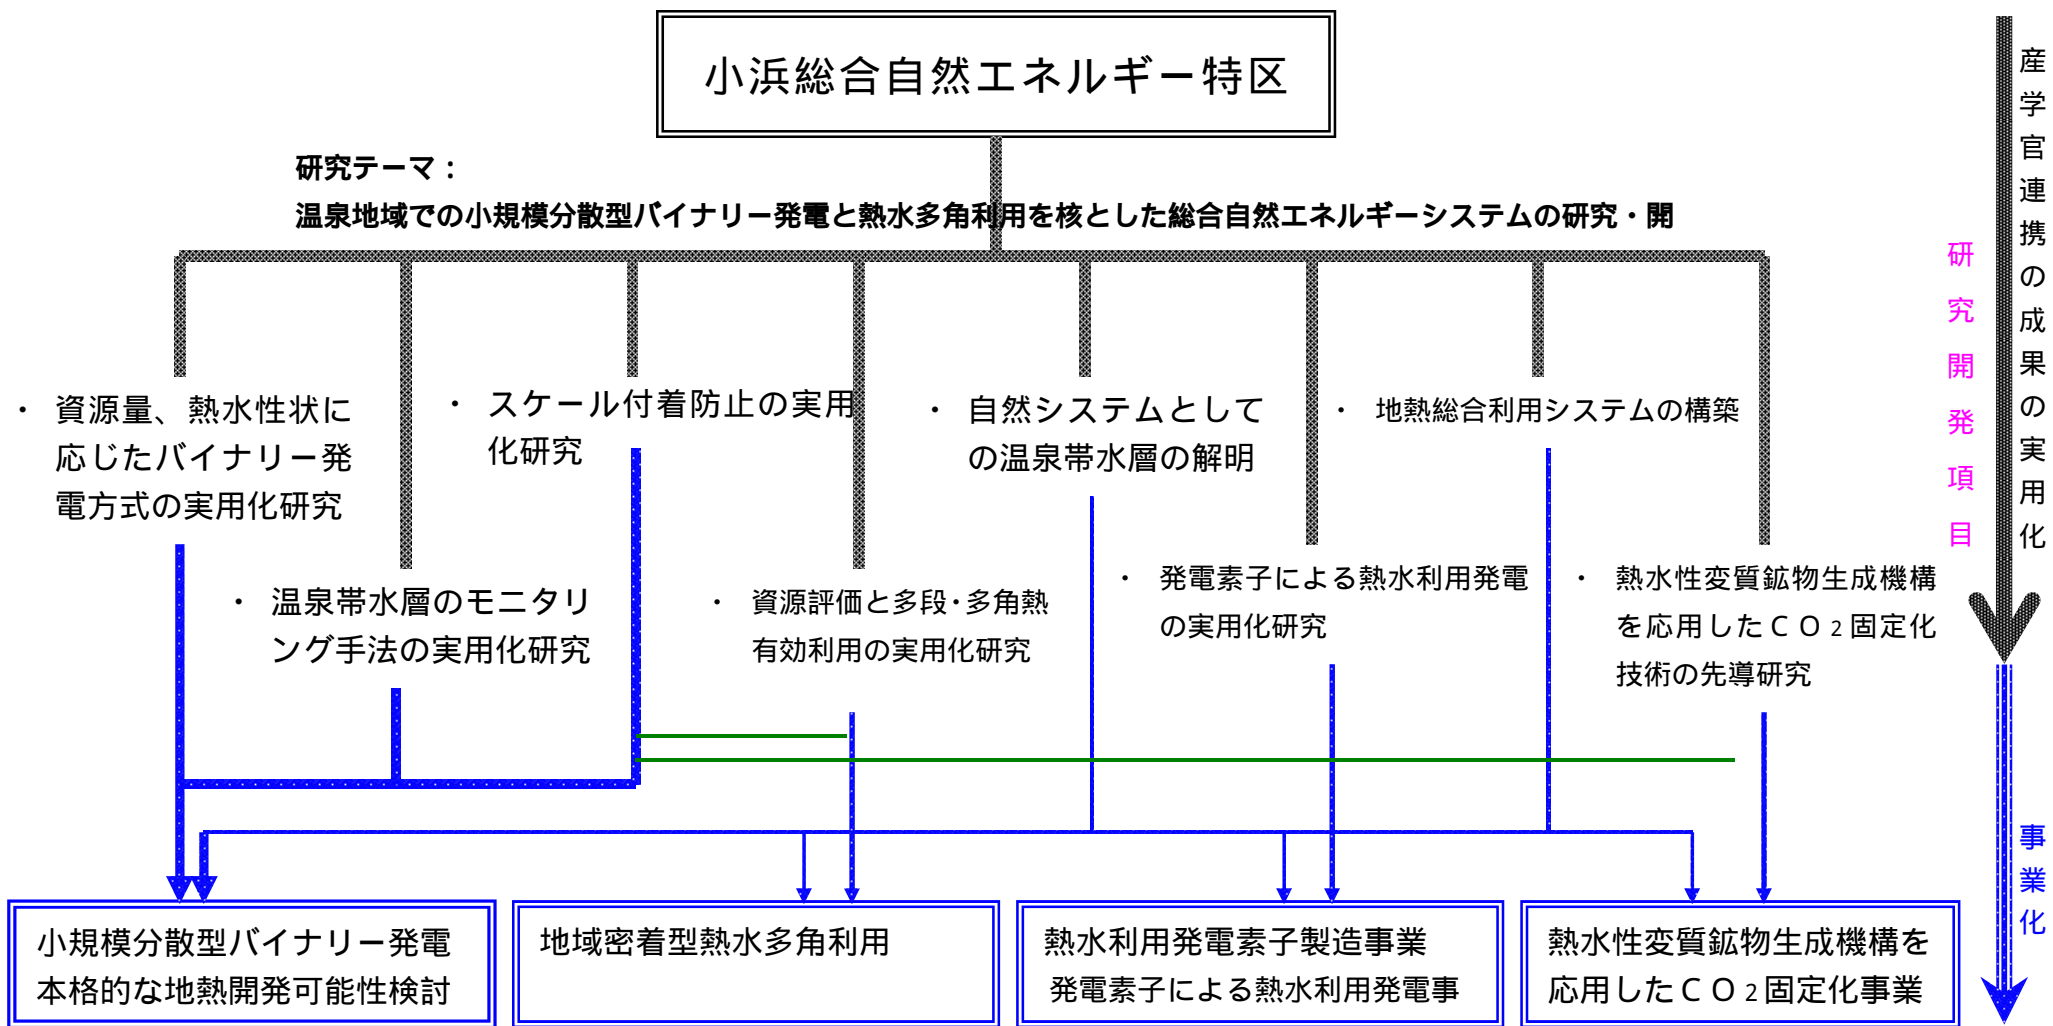 小浜総合自然エネルギー特区
研究テーマ：
温泉地域での小規模分散型バイナリー発電と熱水多角利用を核とした総合自然エネルギーシステムの研究・開
・ 資源量、熱水性状に
応じたバイナリー発
電方式の実用化研究
・ スケール付着防止の実用
化研究
・ 自然システムとして
の温泉帯水層の解明
・ 地熱総合利用システムの構築
・ 温泉帯水層のモニタリ
ング手法の実用化研究
・ 資源評価と多段・多角熱
有効利用の実用化研究
・ 発電素子による熱水利用発電
の実用化研究
・ 熱水性変質鉱物生成機構
を応用したＣＯ２固定化
技術の先導研究
研究開発項目
産学官連携の成果の実用化
事業化
小規模分散型バイナリー発電
本格的な地熱開発可能性検討
地域密着型熱水多角利用
熱水利用発電素子製造事業
発電素子による熱水利用発電事
熱水性変質鉱物生成機構を
応用したＣＯ２固定化事業